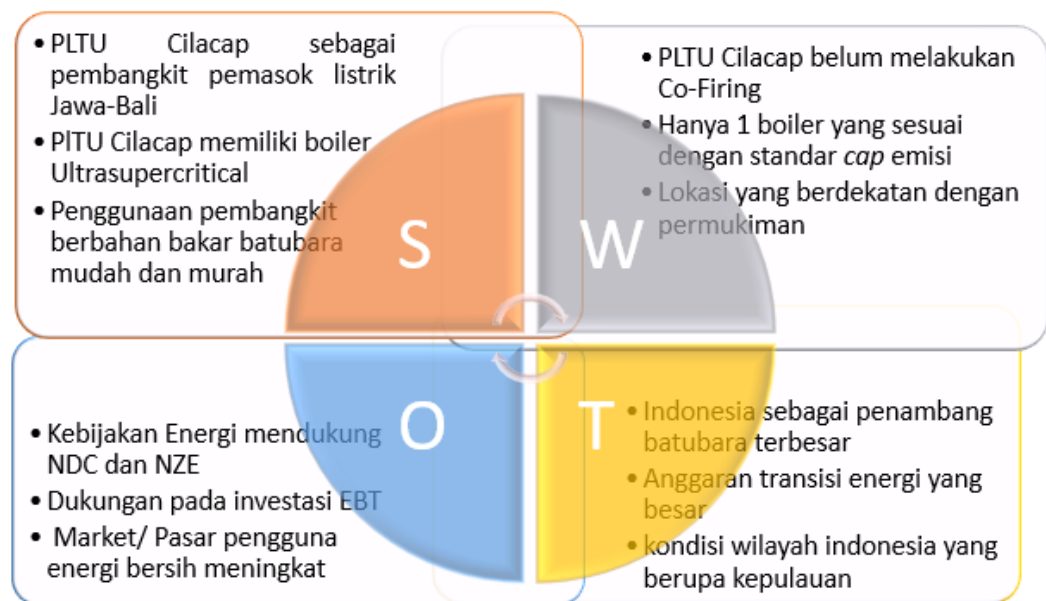 • PLTU Cilacap sebagai
pembangkit pemasok listrik
Jawa-Bali
• PlTU Cilacap memiliki boiler
Ultrasupercritical
• Penggunaan pembangkit
berbahan bakar batubara
mudah dan murah
S
• PLTU Cilacap belum melakukan
Co-Firing
• Hanya 1 boiler yang sesuai
dengan standar cap emisi
• Lokasi yang berdekatan dengan
permukiman
W
• Kebijakan Energi mendukung
NDC dan NZE
• Dukungan pada investasi EBT
• Market/ Pasar pengguna
energi bersih meningkat
O
• Indonesia sebagai penambang
batubara terbesar
• Anggaran transisi energi yang
besar
• kondisi wilayah indonesia yang
berupa kepulauan
T